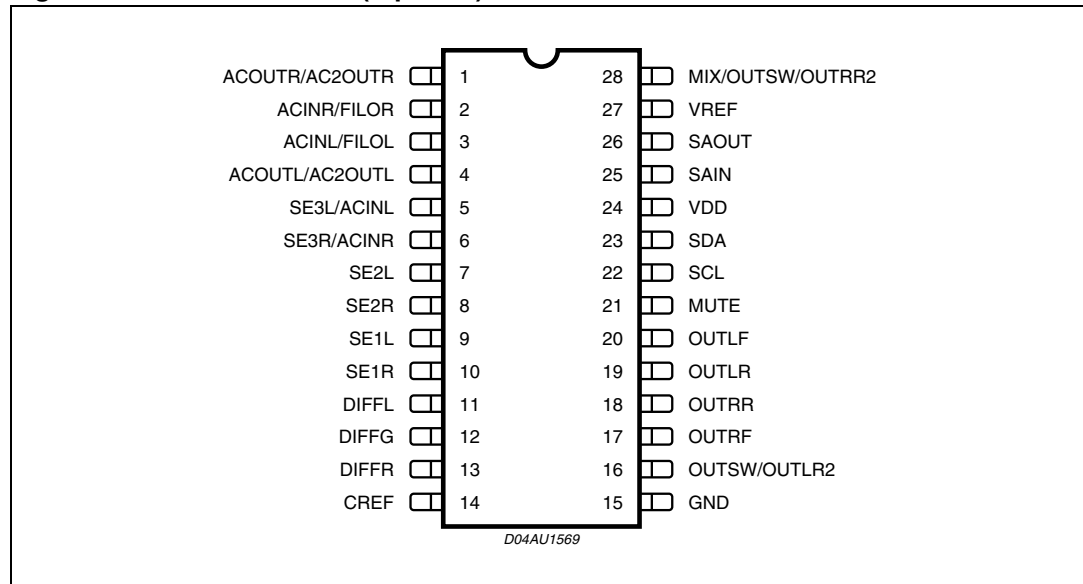 ACOUTR/AC2OUTR 1 28 MIX/OUTSW/OUTRR2
ACINR/FILOR 2 27 VREF
ACINL/FILOL 3 26 SAOUT
ACOUTL/AC2OUTL 4 25 SAIN
SE3L/ACINL 5 24 VDD
SE3R/ACINR 6 23 SDA
SE2L 7 22 SCL
SE2R 8 21 MUTE
SE1L 9 20 OUTLF
SE1R 10 19 OUTLR
DIFFL 11 18 OUTRR
DIFFG 12 17 OUTRF
DIFFR 13 16 OUTSW/OUTLR2
CREF 14 15 GND
D04AU1569